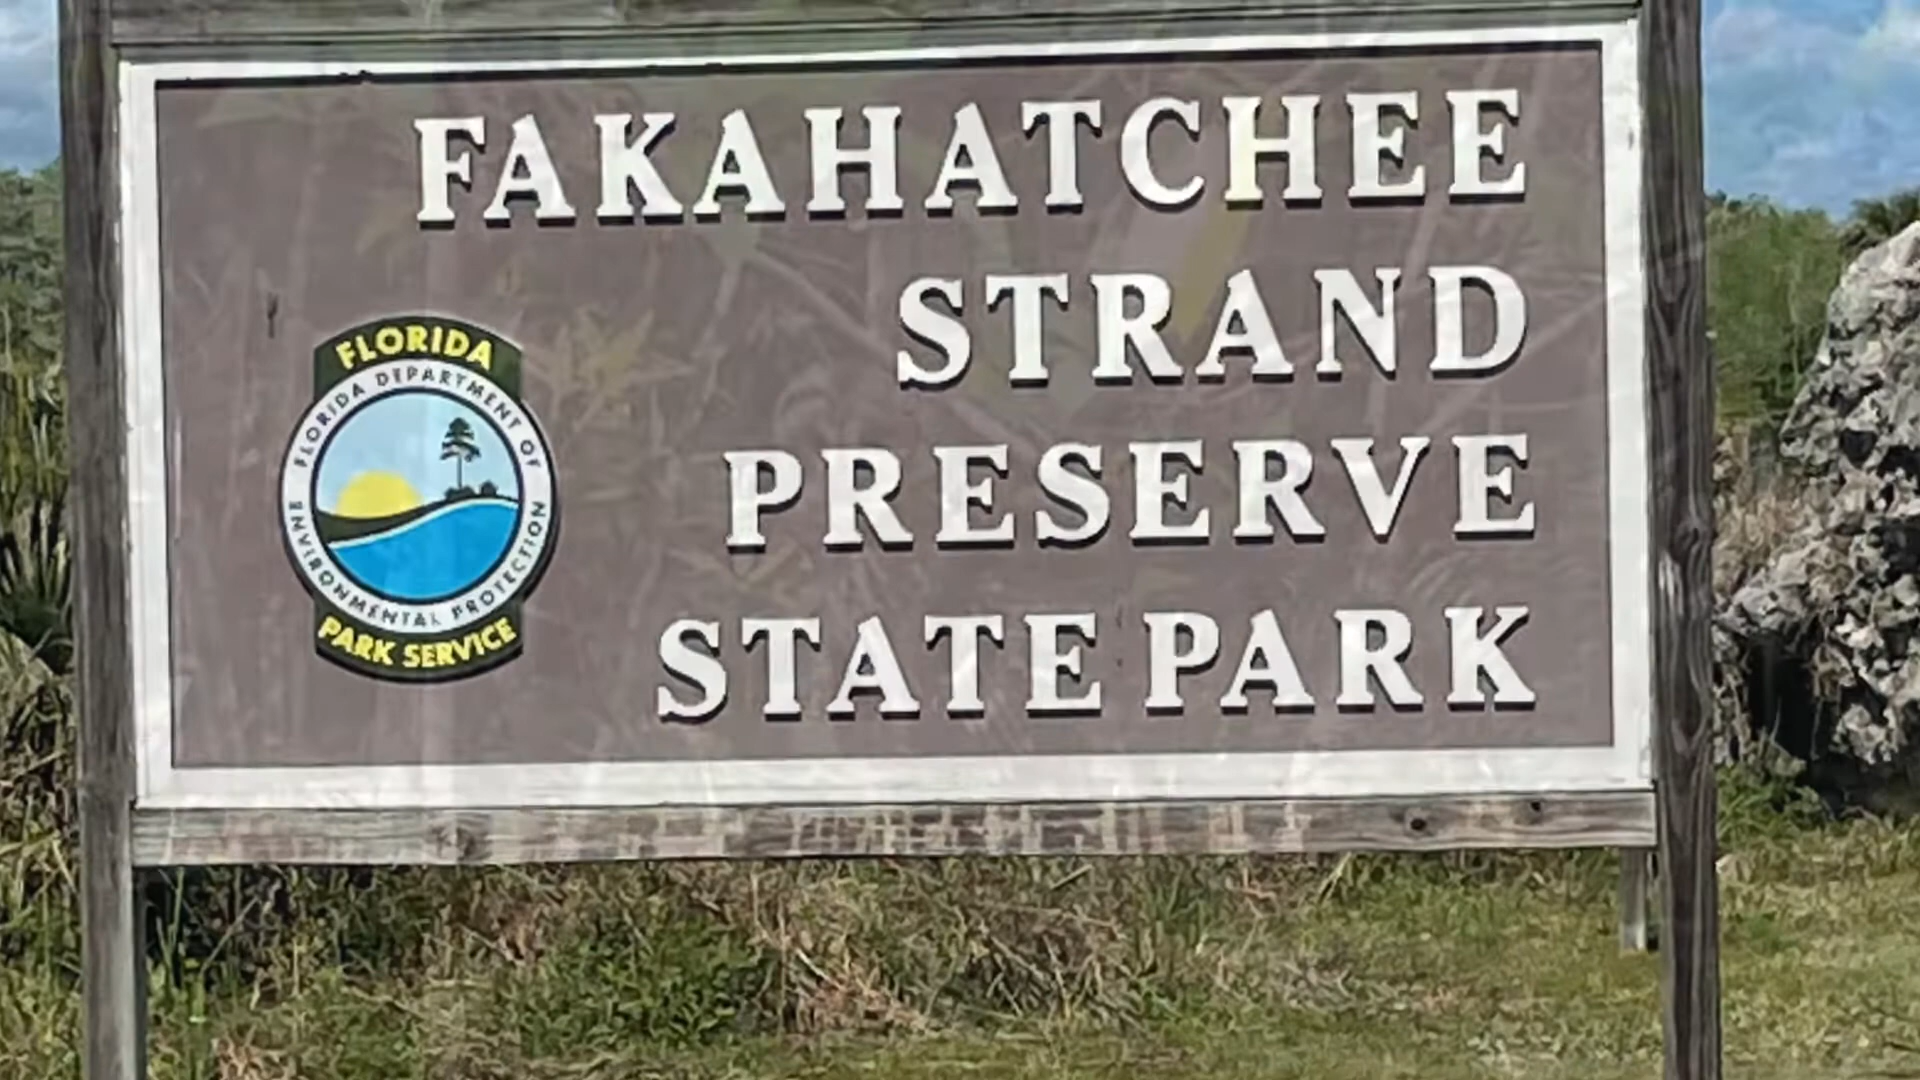 FAKAHATCHEE
STRAND
PRESERVE
STATE PARK
FLORIDA
FLORIDA DEPARTMENT OF
ENVIRONMENTAL PROTECTION
PARK SERVICE